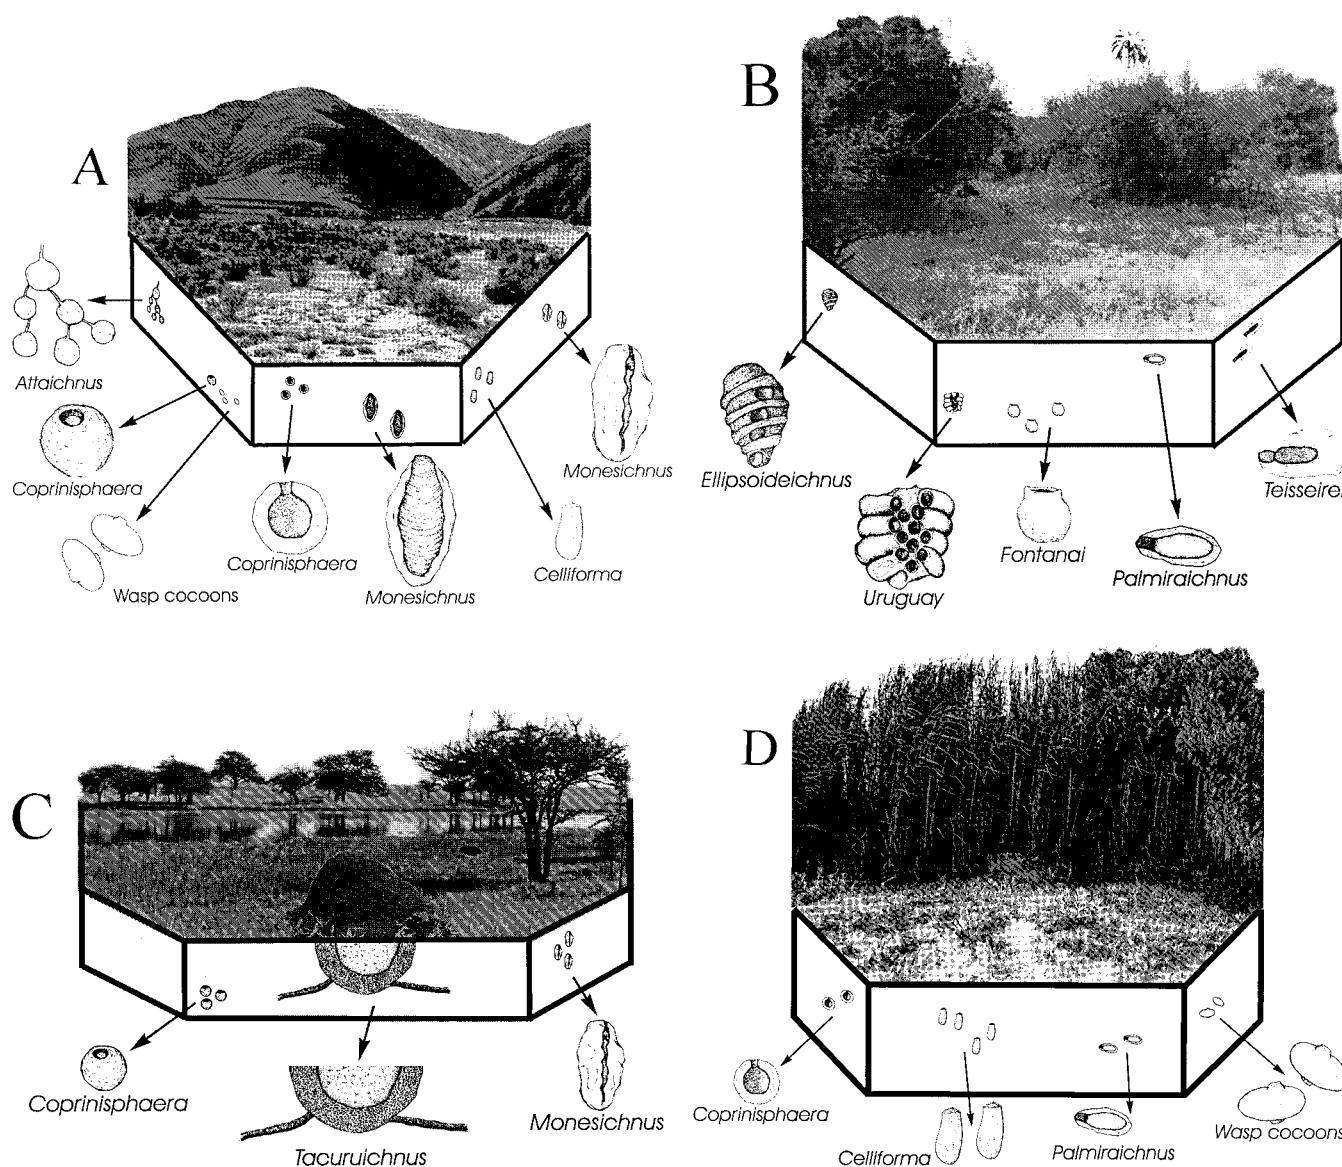 A
Attaichnus
Coprinisphaera
Wasp cocoons
Coprinisphaera
Monesichnus
Celliforma
Monesichnus
B
Ellipsoideichnus
Uruguay
Fontanai
Palmiraichnus
Teisseirei
C
Coprinisphaera
Tacuruichnus
Monesichnus
D
Coprinisphaera
Celliforma
Palmiraichnus
Wasp cocoons